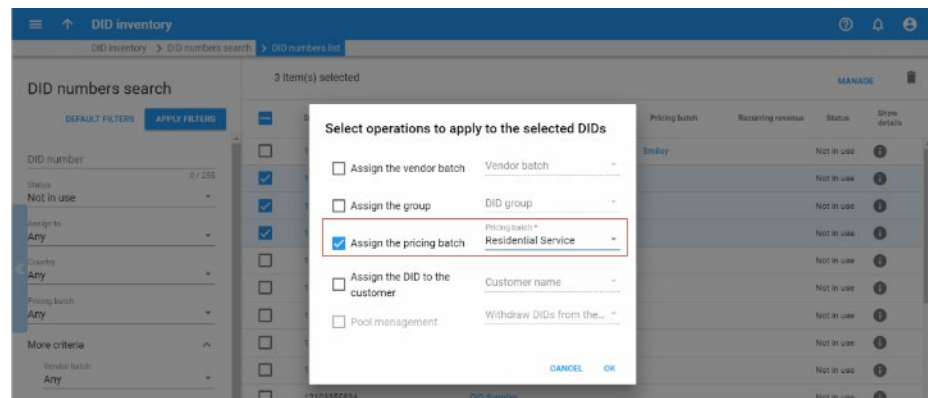 DID inventory
DID inventory > DID numbers search > DID numbers list
DID numbers search
DEFAULT FILTERS APPLY FILTERS
DID number
0 / 255
Status
Not in use
Assign to
Any
Country
Any
Pricing batch
Any
More criteria
Vendor batch
Any
3 item(s) selected
MANAGE
Pricing batch Recurring revenue Status Show details
Smiley Not in use
Not in use
Not in use
Not in use
Not in use
Not in use
Not in use
Not in use
Not in use
Select operations to apply to the selected DIDs
Assign the vendor batch Vendor batch
Assign the group DID group
Pricing batch *
Assign the pricing batch Residential Service
Assign the DID to the customer Customer name
Pool management Withdraw DIDs from the...
CANCEL OK